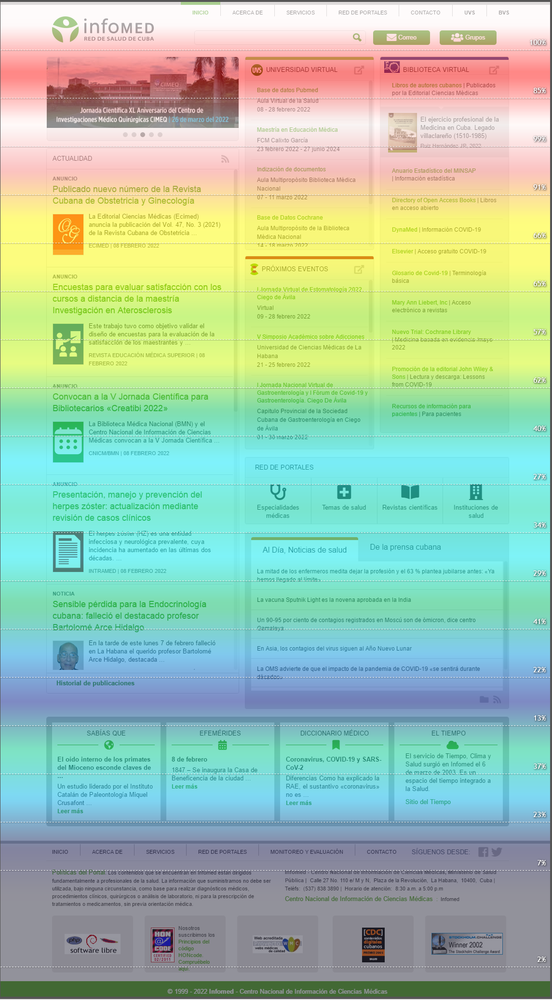 INICIO
ACERCA DE
SERVICIOS
RED DE PORTALES
CONTACTO
UVS
BVS
infoMED
RED DE SALUD DE CUBA
Correo
Grupos
100%
CIMEQ
Jornada Científica XL Aniversario del Centro de
Investigaciones Médico Quirúrgicas CIMEQ | 26 de marzo del 2022
ACTUALIDAD
ANUNCIO
Publicado nuevo número de la Revista
Cubana de Obstetricia y Ginecología
La Editorial Ciencias Médicas (Ecimed)
anuncia la publicación del Vol. 47, No. 3 (2021)
de la Revista Cubana de Obstetricia ...
ECIMED | 08 FEBRERO 2022
ANUNCIO
Encuestas para evaluar satisfacción con los
cursos a distancia de la maestría
Investigación en Aterosclerosis
Este trabajo tuvo como objetivo validar el
diseño de encuestas para la evaluación de la
satisfacción de los maestrantes y ...
REVISTA EDUCACIÓN MÉDICA SUPERIOR | 08
FEBRERO 2022
ANUNCIO
Convocan a la V Jornada Científica para
Bibliotecarios «Creatibi 2022»
La Biblioteca Médica Nacional (BMN) y el
Centro Nacional de Información de Ciencias
Médicas convocan a la V Jornada Científica ...
CNICM/BMN | 08 FEBRERO 2022
ANUNCIO
Presentación, manejo y prevención del
herpes zóster: actualización mediante
revisión de casos clínicos
El herpes zóster (HZ) es una entidad
infecciosa y neurológica prevalente, cuya
incidencia ha aumentado en las últimas dos
décadas. ...
INTRAMED | 08 FEBRERO 2022
NOTICIA
Sensible pérdida para la Endocrinología
cubana: falleció el destacado profesor
Bartolomé Arce Hidalgo
En la tarde de este lunes 7 de febrero falleció
en La Habana el querido profesor Bartolomé
Arce Hidalgo, destacada ...
Historial de publicaciones
UVS UNIVERSIDAD VIRTUAL
Base de datos Pubmed
Aula Virtual de la Salud
08 - 28 febrero 2022
Maestría en Educación Médica
FCM Calixto García
23 febrero 2022 - 27 junio 2024
Indización de documentos
Aula Multipropósito Biblioteca Médica
Nacional
07 - 11 marzo 2022
Base de Datos Cochrane
Aula Multipropósito de la Biblioteca
Médica Nacional
14 - 18 marzo 2022
PRÓXIMOS EVENTOS
I Jornada Virtual de Estomatología 2022.
Ciego de Ávila
Virtual
09 - 28 febrero 2022
V Simposio Académico sobre Adicciones
Universidad de Ciencias Médicas de La
Habana
21 - 25 febrero 2022
I Jornada Nacional Virtual de
Gastroenterología y I Fórum de Covid-19 y
Gastroenterología. Ciego De Ávila
Capítulo Provincial de la Sociedad
Cubana de Gastroenterología en Ciego
de Ávila
01 - 30 marzo 2022
bvs BIBLIOTECA VIRTUAL
Libros de autores cubanos | Publicados
por la Editorial Ciencias Médicas
El ejercicio profesional de la
Medicina en Cuba. Legado
villaclareño (1510-1985)
Ruiz Hernández JR, 2022
Anuario Estadístico del MINSAP
| Información estadística
Directory of Open Access Books | Libros
en acceso abierto
DynaMed | Información COVID-19
Elsevier | Acceso gratuito COVID-19
Glosario de Covid-19 | Terminología
básica
Mary Ann Liebert, Inc | Acceso
electrónico a revistas
Nuevo Trial: Cochrane Library
| Medicina basada en evidencia /mayo
2022
Promoción de la editorial John Wiley &
Sons | Lectura y descarga: Lessons
from COVID-19
Recursos de información para
pacientes | Para pacientes
85%
99%
91%
66%
65%
57%
62%
40%
27%
34%
29%
41%
22%
13%
37%
23%
7%
2%
RED DE PORTALES
Especialidades
médicas
Temas de salud
Revistas científicas
Instituciones de
salud
Al Día, Noticias de salud
De la prensa cubana
La mitad de los enfermeros medita dejar la profesión y el 63 % plantea jubilarse antes: «Ya
hemos llegado al límite»
La vacuna Sputnik Light es la novena aprobada en la India
Un 90-95 por ciento de contagios registrados en Moscú son de ómicron, dice centro
Gamaleya
En Asia, los contagios del virus siguen al Año Nuevo Lunar
La OMS advierte de que el impacto de la pandemia de COVID-19 «se sentirá durante
décadas»
SABÍAS QUE
El oído interno de los primates
del Mioceno esconde claves de
...
Un estudio liderado por el Instituto
Catalán de Paleontología Miquel
Crusafont ...
Leer más
EFEMÉRIDES
8 de febrero
1847 – Se inaugura la Casa de
Beneficencia de la ciudad ...
Leer más
DICCIONARIO MÉDICO
Coronavirus, COVID-19 y SARS-
CoV-2
Diferencias Como ha explicado la
RAE, el sustantivo «coronavirus»
no es ...
Leer más
EL TIEMPO
El servicio de Tiempo, Clima y
Salud surgió en Infomed el 6
de marzo de 2003. Es un
espacio del tiempo integrado a
la Salud.
Sitio del Tiempo
INICIO
ACERCA DE
SERVICIOS
RED DE PORTALES
MONITOREO Y EVALUACIÓN
CONTACTO
SÍGUENOS DESDE:
Políticas del Portal. Los contenidos que se encuentran en Infomed están dirigidos
fundamentalmente a profesionales de la salud. La información que suministramos no debe ser
utilizada, bajo ninguna circunstancia, como base para realizar diagnósticos médicos,
procedimientos clínicos, quirúrgicos o análisis de laboratorio, ni para la prescripción de
tratamientos o medicamentos, sin previa orientación médica.
Infomed - Centro Nacional de Información de Ciencias Médicas, Ministerio de Salud
Pública | Calle 27 No. 110 e/ M y N, Plaza de la Revolución, La Habana, 10400, Cuba |
Teléfs: (537) 838 3890 | Horario de atención: 8:30 a.m. a 5:00 p.m
Centro Nacional de Información de Ciencias Médicas : Infomed
php
software libre
HON
@
CODE
CERTIFIED
02/2011
Nosotros
suscribimos los
Principios del
código
HONcode.
Compruébelo
aquí.
Web acreditada
Proyecto WMC
webs médicas
de calidad
[CDC]
contenidos
digitales
cubanos
PREMIO 2005
SALUD
STOCKHOLM CHALLENGE
Winner 2002
The Stockholm Challenge Award
© 1999 - 2022 Infomed - Centro Nacional de Información de Ciencias Médicas